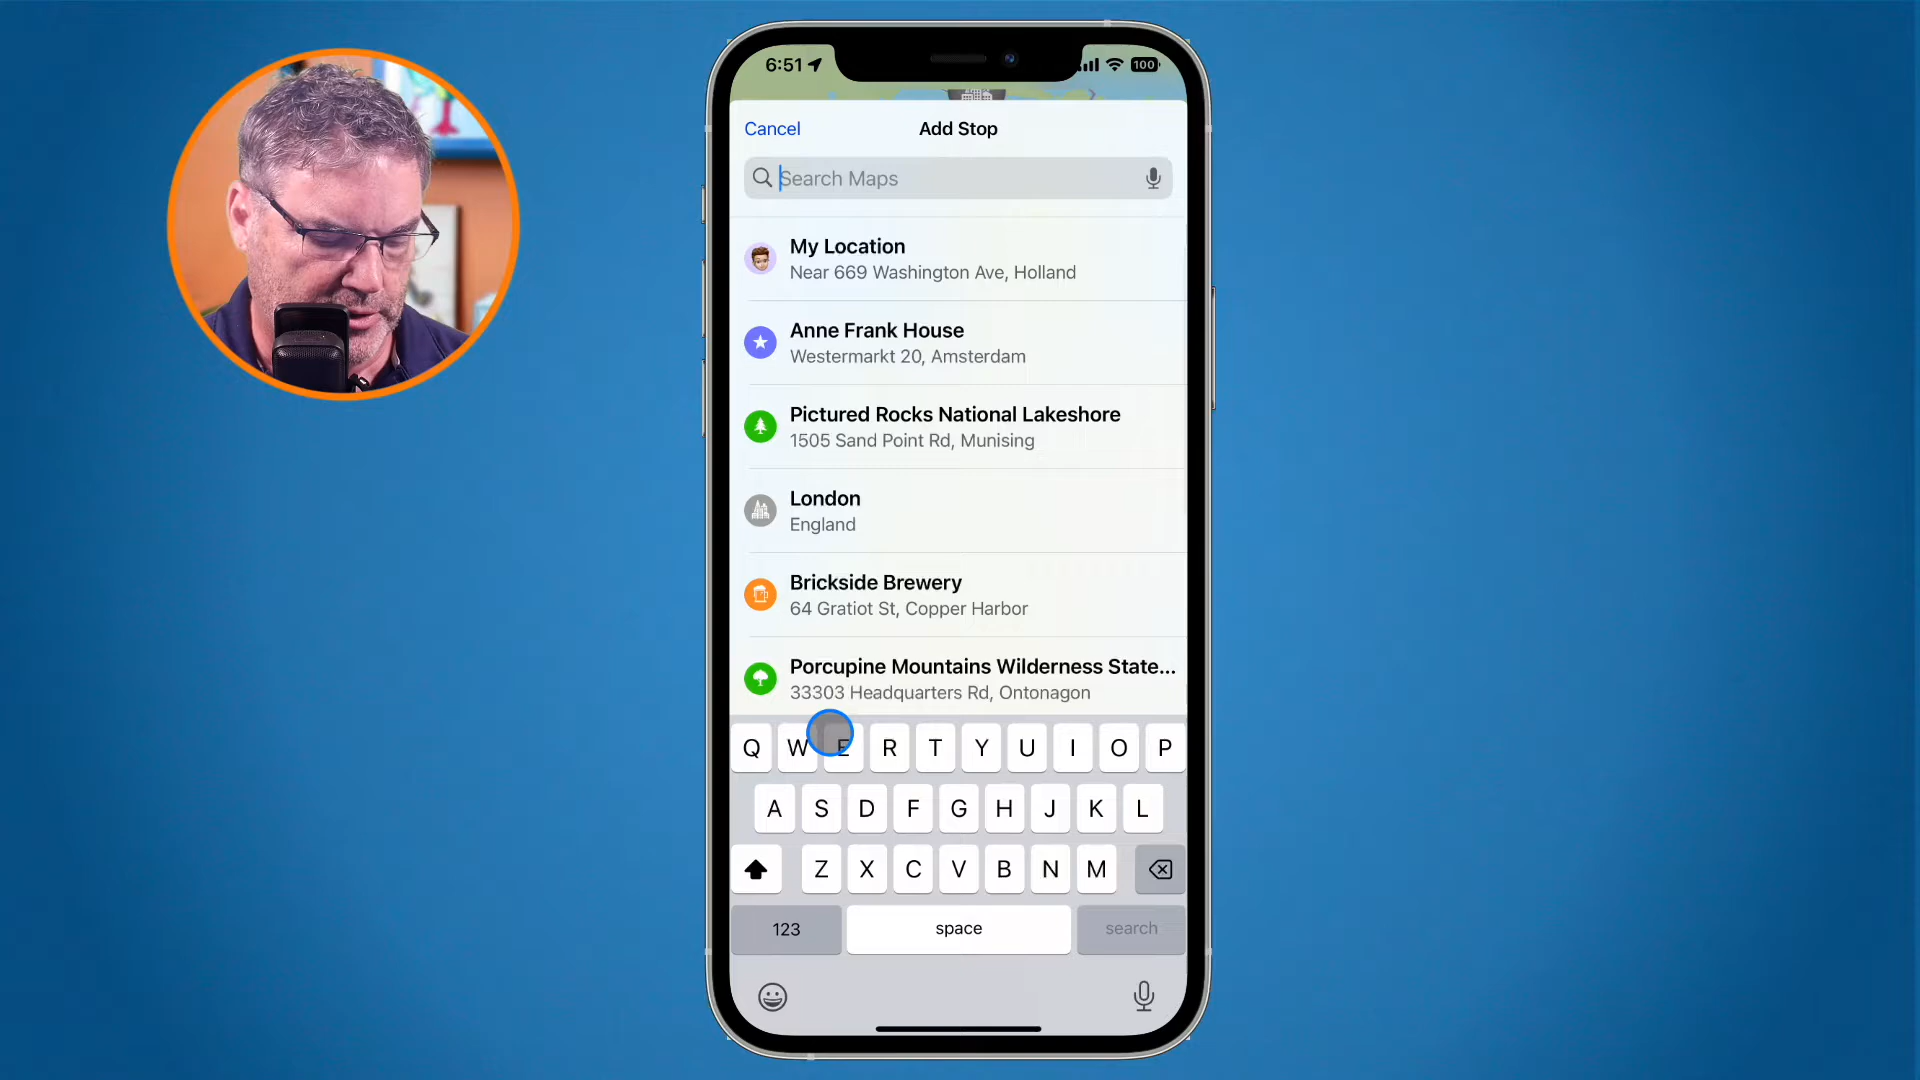 6:51
100
Cancel
Add Stop
Search Maps
My Location
Near 669 Washington Ave, Holland
Anne Frank House
Westermarkt 20, Amsterdam
Pictured Rocks National Lakeshore
1505 Sand Point Rd, Munising
London
England
Brickside Brewery
64 Gratiot St, Copper Harbor
Porcupine Mountains Wilderness State...
33303 Headquarters Rd, Ontonagon
Q W E R T Y U I O P
A S D F G H J K L
Z X C V B N M
123 space search